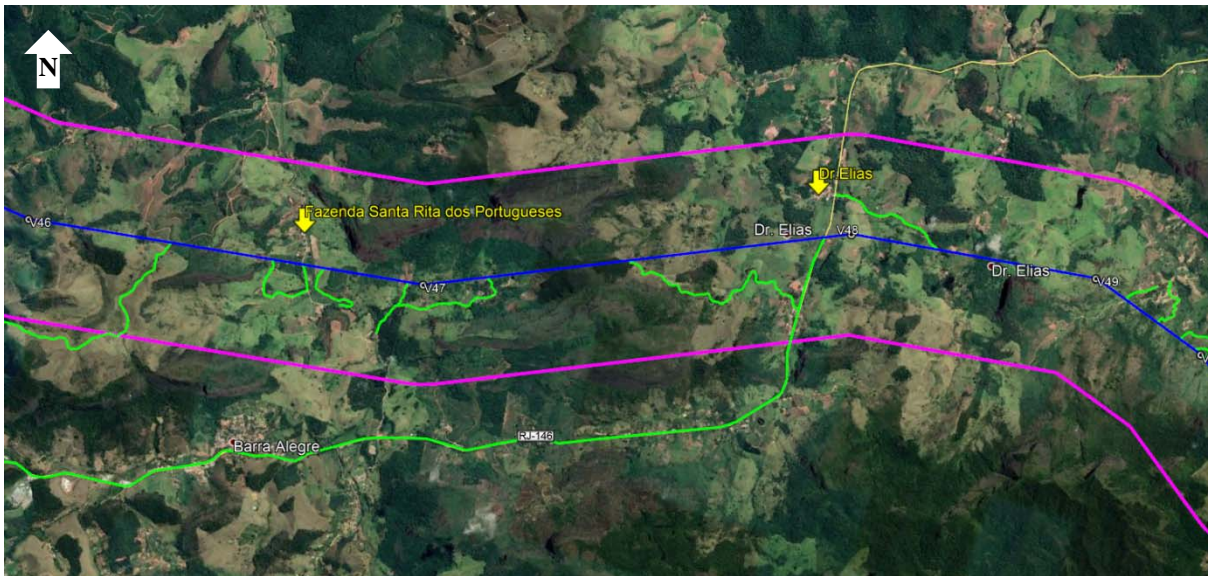 N
Dr Elias
Fazenda Santa Rita dos Portugueses
V46
Dr. Elias
V48
Dr. Elias
V49
V47
RJ-146
Barra Alegre